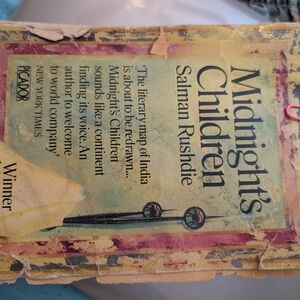 Midnight's
Children
Salman Rushdie
'The literary map of India
is about to be redrawn...
Midnight's Children
sounds like a continent
finding its voice. An
author to welcome
to world company'
NEW YORK TIMES
PICADOR
Winner